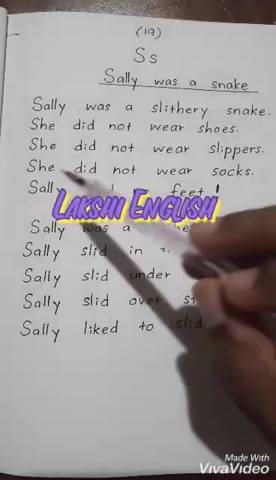 (19)
Ss
Sally was a snake
Sally was a slithery snake.
She did not wear shoes.
She did not wear slippers.
She did not wear socks.
Sally feet!
LAKSHI ENGLISH
Sally was a
Sally slid in
Sally slid under
Sally slid over
Sally liked to slid
Made With
VivaVideo